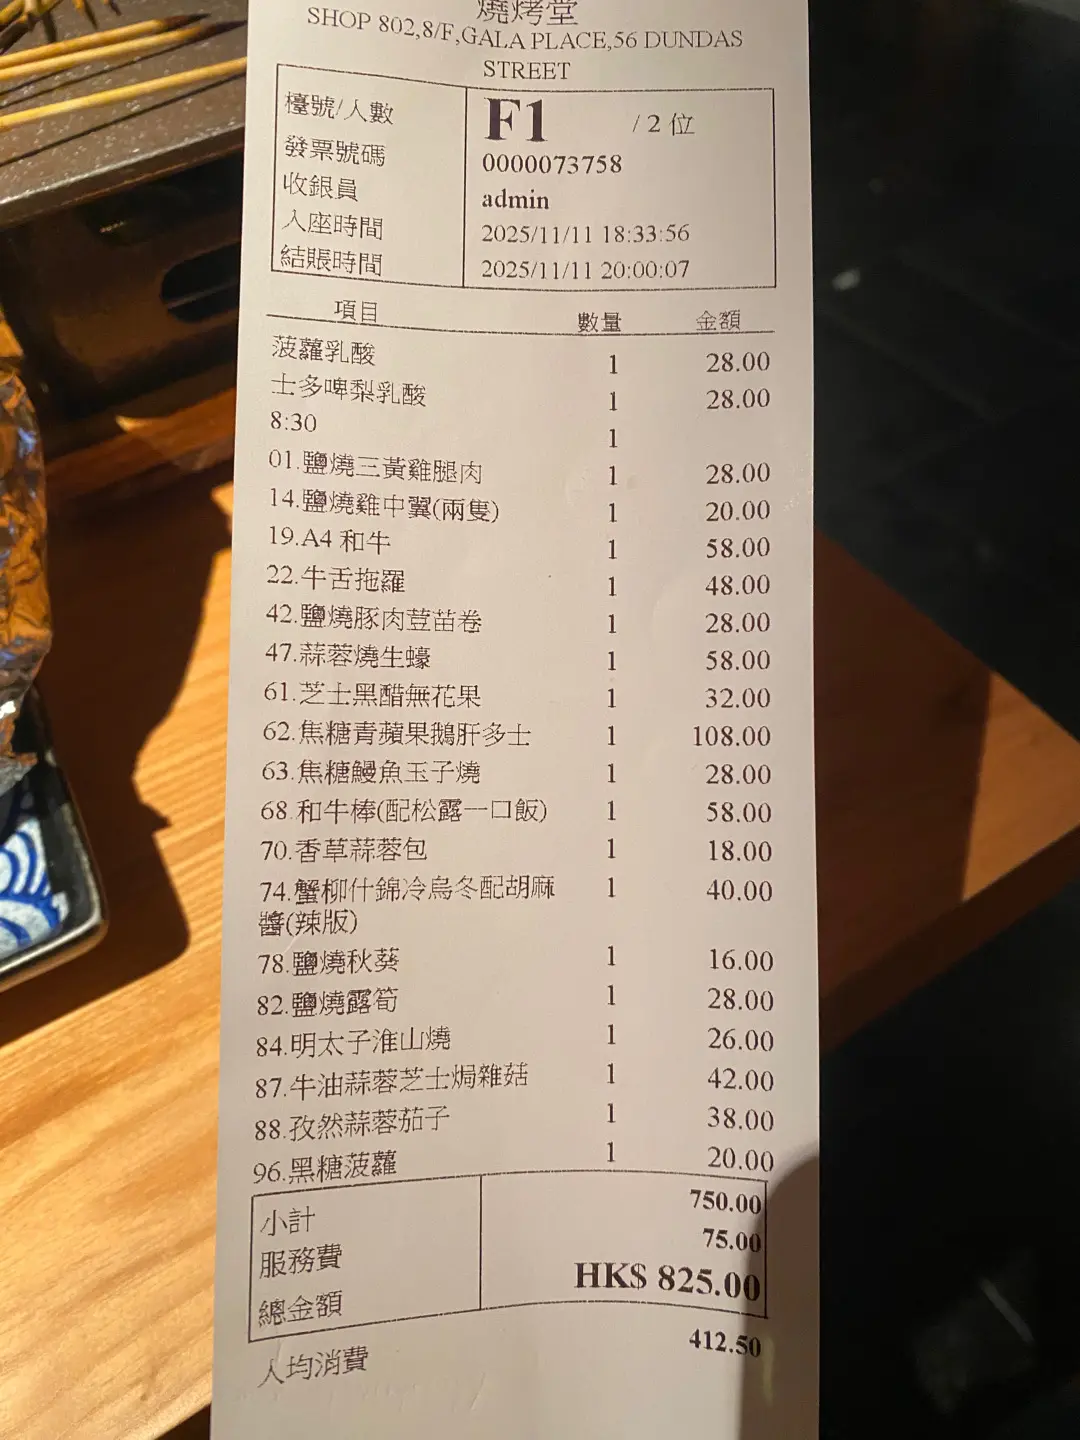 燒烤堂
SHOP 802,8/F,GALA PLACE,56 DUNDAS
STREET
檯號/人數 F1 / 2 位
發票號碼 0000073758
收銀員 admin
入座時間 2025/11/11 18:33:56
結賬時間 2025/11/11 20:00:07
項目 數量 金額
菠蘿乳酸 1 28.00
士多啤梨乳酸 1 28.00
8:30 1
01.鹽燒三黃雞腿肉 1 28.00
14.鹽燒雞中翼(兩隻) 1 20.00
19.A4 和牛 1 58.00
22.牛舌拖羅 1 48.00
42.鹽燒豚肉荳苗卷 1 28.00
47.蒜蓉燒生蠔 1 58.00
61.芝士黑醋無花果 1 32.00
62.焦糖青蘋果鵝肝多士 1 108.00
63.焦糖鰻魚玉子燒 1 28.00
68.和牛棒(配松露一口飯) 1 58.00
70.香草蒜蓉包 1 18.00
74.蟹柳什錦冷烏冬配胡麻 1 40.00
醬(辣版)
78.鹽燒秋葵 1 16.00
82.鹽燒露筍 1 28.00
84.明太子淮山燒 1 26.00
87.牛油蒜蓉芝士焗雜菇 1 42.00
88.孜然蒜蓉茄子 1 38.00
96.黑糖菠蘿 1 20.00
小計 750.00
服務費 75.00
總金額 HK$ 825.00
人均消費 412.50